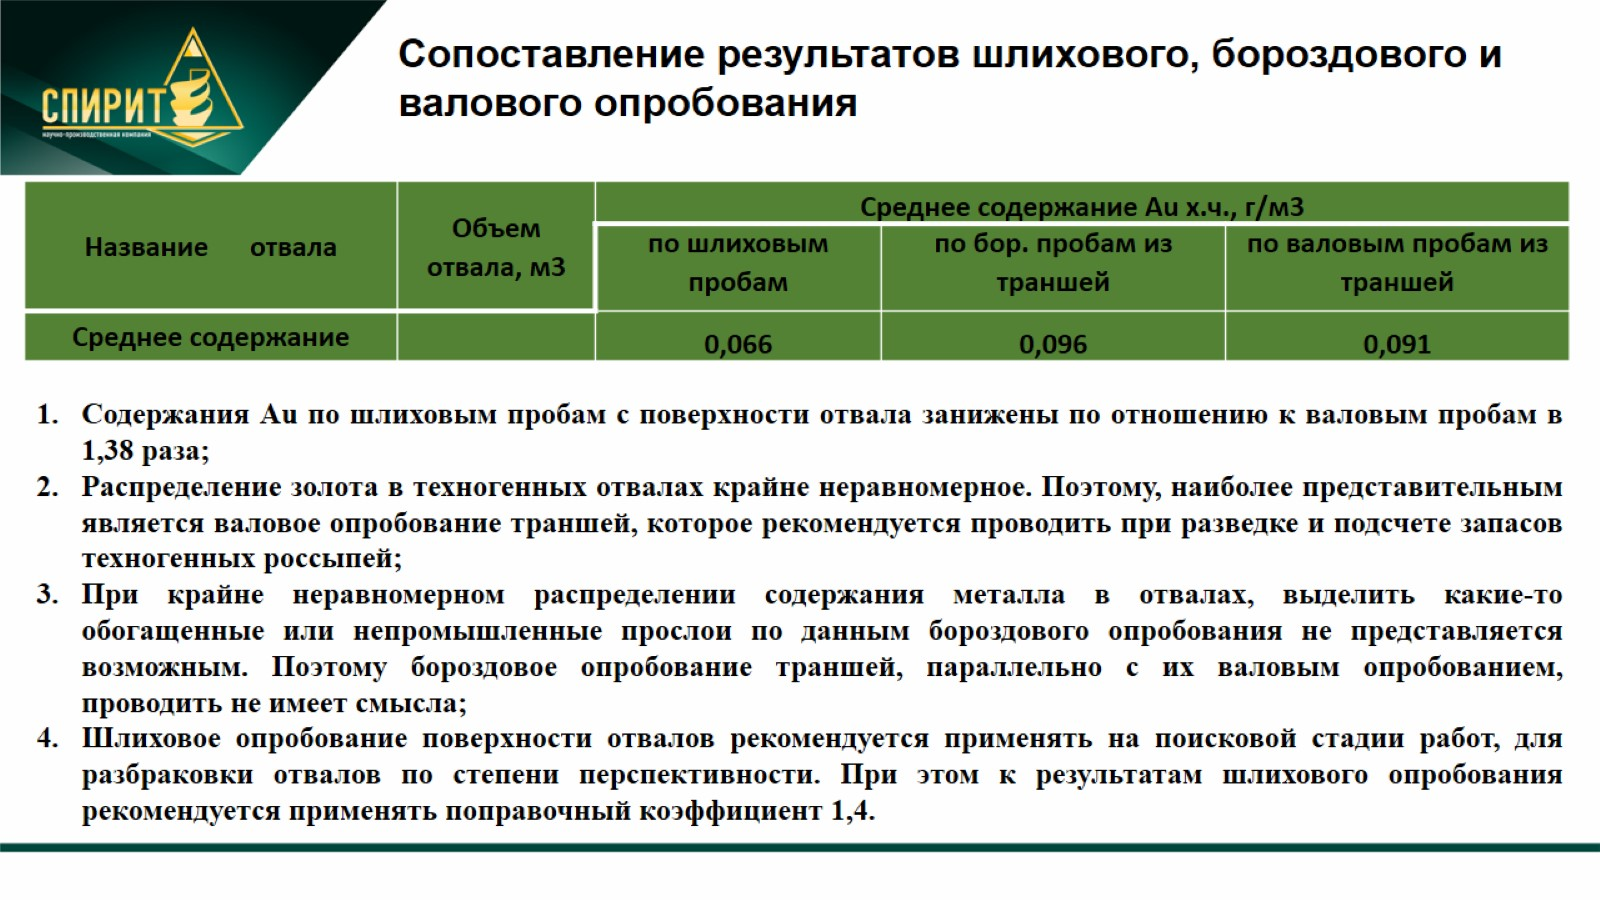 СПИРИТ
научно-производственная компания
Сопоставление результатов шлихового, бороздового и
валового опробования
Название отвала
Объем
отвала, м3
Среднее содержание Au х.ч., г/м3
по шлиховым
пробам
по бор. пробам из
траншей
по валовым пробам из
траншей
Среднее содержание
0,066
0,096
0,091
1. Содержания Au по шлиховым пробам с поверхности отвала занижены по отношению к валовым пробам в
1,38 раза;
2. Распределение золота в техногенных отвалах крайне неравномерное. Поэтому, наиболее представительным
является валовое опробование траншей, которое рекомендуется проводить при разведке и подсчете запасов
техногенных россыпей;
3. При крайне неравномерном распределении содержания металла в отвалах, выделить какие-то
обогащенные или непромышленные прослои по данным бороздового опробования не представляется
возможным. Поэтому бороздовое опробование траншей, параллельно с их валовым опробованием,
проводить не имеет смысла;
4. Шлиховое опробование поверхности отвалов рекомендуется применять на поисковой стадии работ, для
разбраковки отвалов по степени перспективности. При этом к результатам шлихового опробования
рекомендуется применять поправочный коэффициент 1,4.